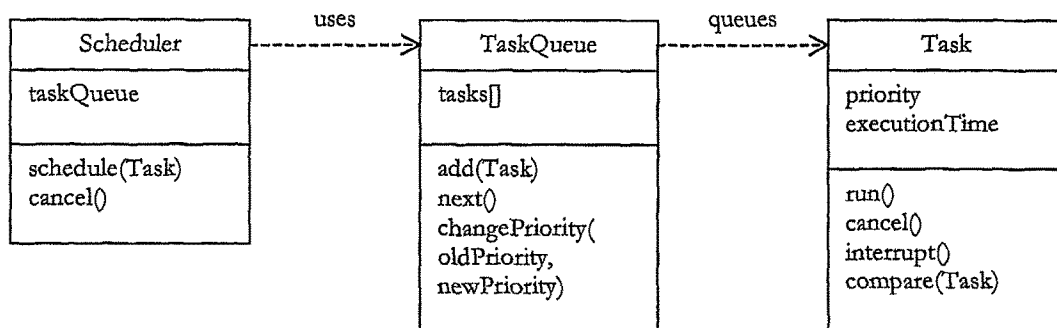 uses
queues
Scheduler
taskQueue
schedule(Task)
cancel()
TaskQueue
tasks[]
add(Task)
next()
changePriority(
oldPriority,
newPriority)
Task
priority
executionTime
run()
cancel()
interrupt()
compare(Task)